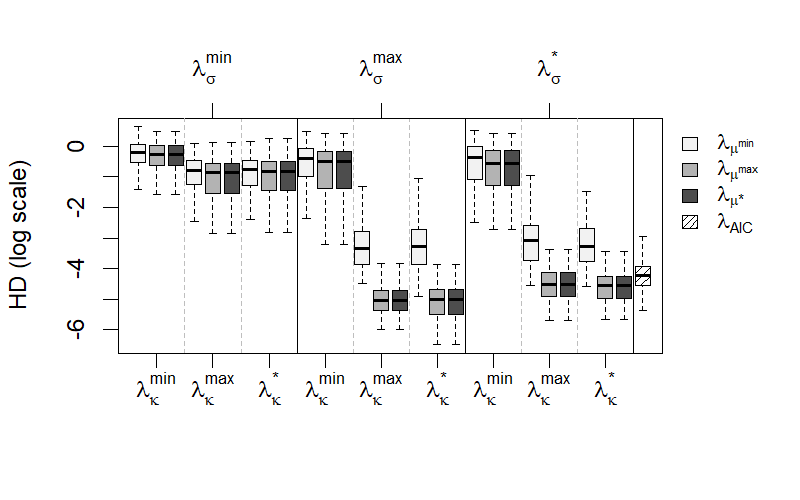 λσmin λσmax λσ*
HD (log scale)
0
-2
-4
-6
λκmin λκmax λκ* λκmin λκmax λκ* λκmin λκmax λκ*
λμmin
λμmax
λμ*
λAIC